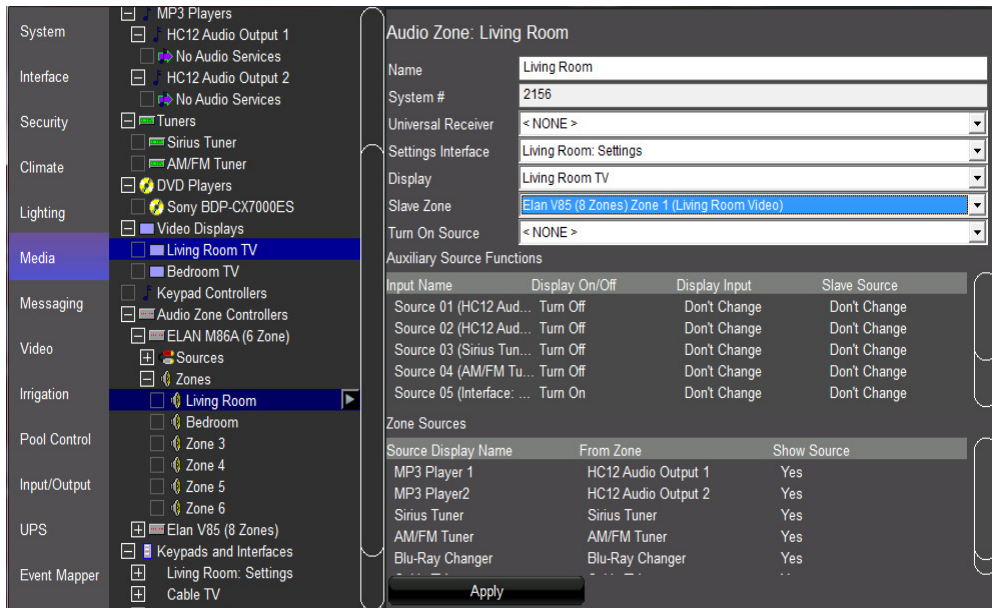 System
Interface
Security
Climate
Lighting
Media
Messaging
Video
Irrigation
Pool Control
Input/Output
UPS
Event Mapper
MP3 Players
HC12 Audio Output 1
No Audio Services
HC12 Audio Output 2
No Audio Services
Tuners
Sirius Tuner
AM/FM Tuner
DVD Players
Sony BDP-CX7000ES
Video Displays
Living Room TV
Bedroom TV
Keypad Controllers
Audio Zone Controllers
ELAN M86A (6 Zone)
Sources
Zones
Living Room
Bedroom
Zone 3
Zone 4
Zone 5
Zone 6
Elan V85 (8 Zones)
Keypads and Interfaces
Living Room: Settings
Cable TV
Audio Zone: Living Room
Name Living Room
System # 2156
Universal Receiver < NONE >
Settings Interface Living Room: Settings
Display Living Room TV
Slave Zone Elan V85 (8 Zones) Zone 1 (Living Room Video)
Turn On Source < NONE >
Auxiliary Source Functions
Input Name Display On/Off Display Input Slave Source
Source 01 (HC12 Aud... Turn Off Don't Change Don't Change
Source 02 (HC12 Aud... Turn Off Don't Change Don't Change
Source 03 (Sirius Tun... Turn Off Don't Change Don't Change
Source 04 (AM/FM Tu... Turn Off Don't Change Don't Change
Source 05 (Interface: ... Turn On Don't Change Don't Change
Zone Sources
Source Display Name From Zone Show Source
MP3 Player 1 HC12 Audio Output 1 Yes
MP3 Player2 HC12 Audio Output 2 Yes
Sirius Tuner Sirius Tuner Yes
AM/FM Tuner AM/FM Tuner Yes
Blu-Ray Changer Blu-Ray Changer Yes
Apply